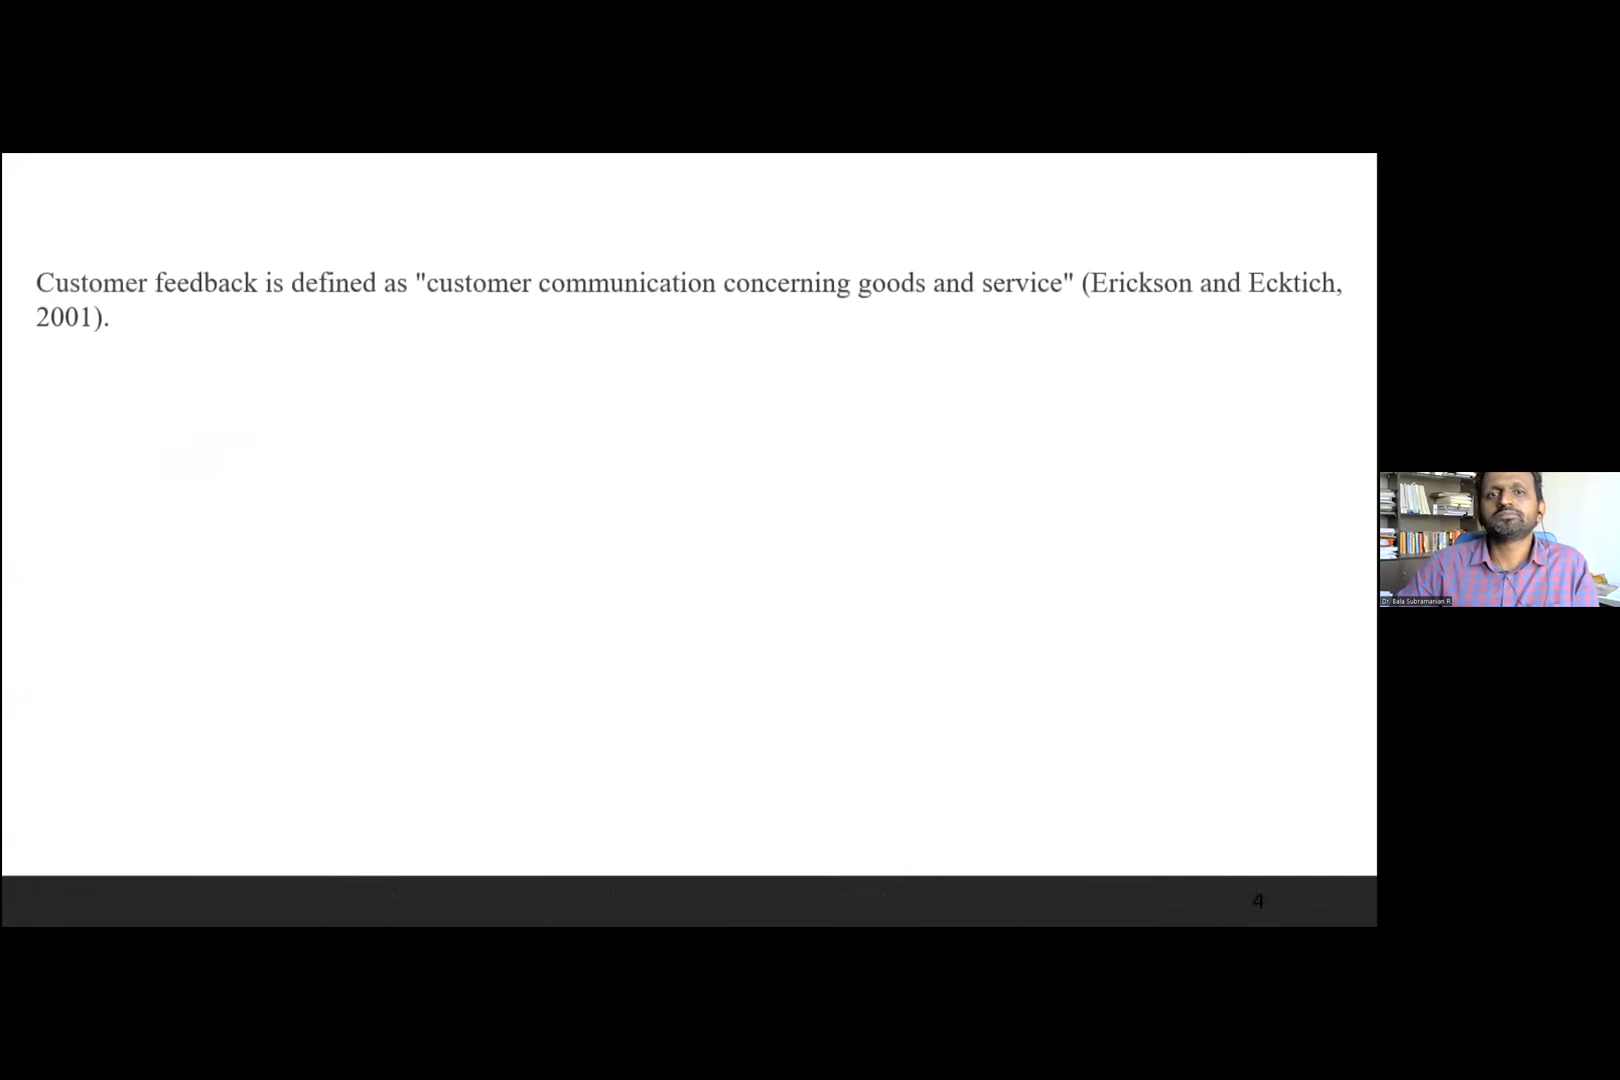 Customer feedback is defined as "customer communication concerning goods and service" (Erickson and Ecktich,
2001).
Dr. Bala Subramanian R
4